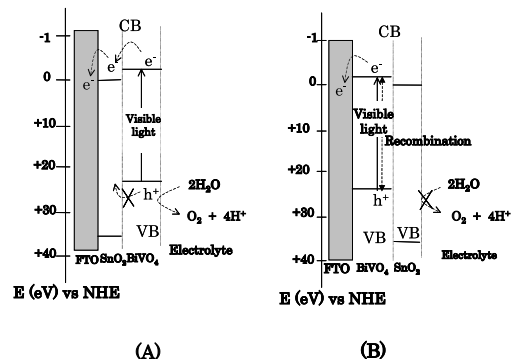 CB
-1
e⁻
e⁻
0
e⁻
+10
Visible
light
+20
h⁺
2H₂O
+30
O₂ + 4H⁺
VB
Electrolyte
+40
FTO SnO₂ BiVO₄
E (eV) vs NHE
(A)
CB
-1
e⁻
e⁻
0
Visible
light
+10
Recombination
+20
h⁺
2H₂O
+30
O₂ + 4H⁺
VB
VB
Electrolyte
+40
FTO BiVO₄ SnO₂
E (eV) vs NHE
(B)